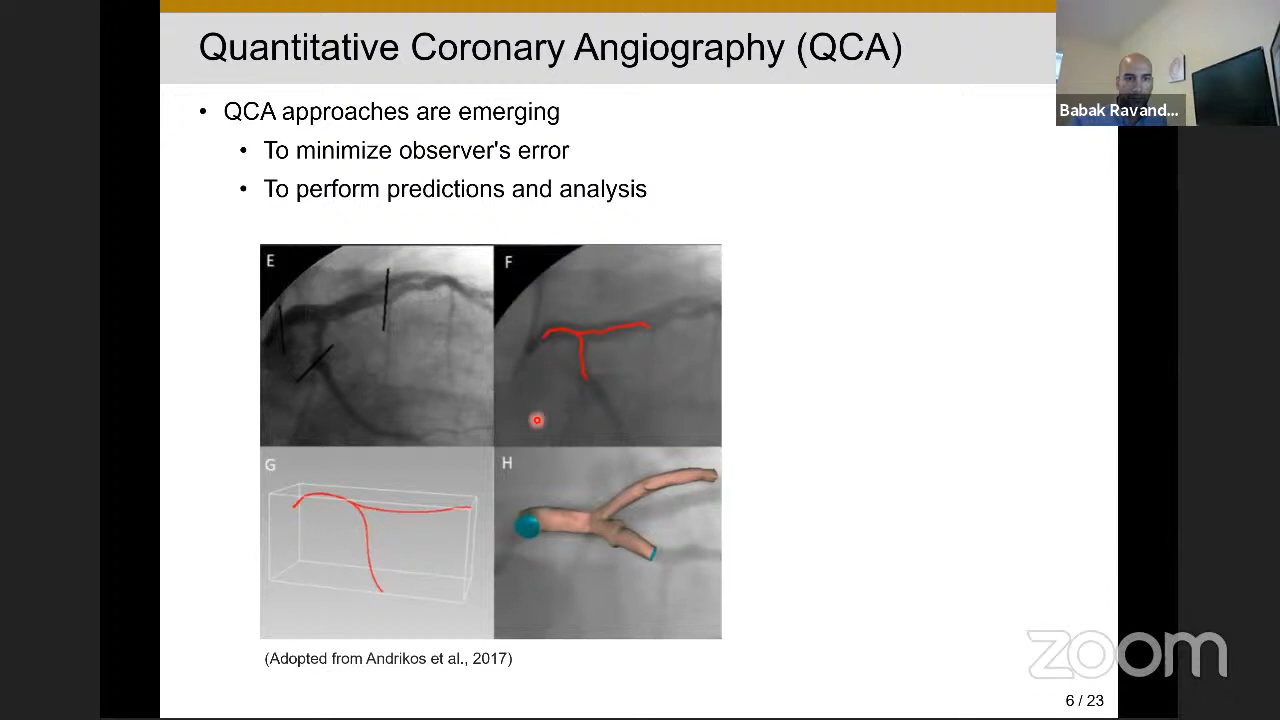 Quantitative Coronary Angiography (QCA)
Babak Ravand...
• QCA approaches are emerging
• To minimize observer's error
• To perform predictions and analysis
E
F
G
H
(Adopted from Andrikos et al., 2017)
zoom
6 / 23